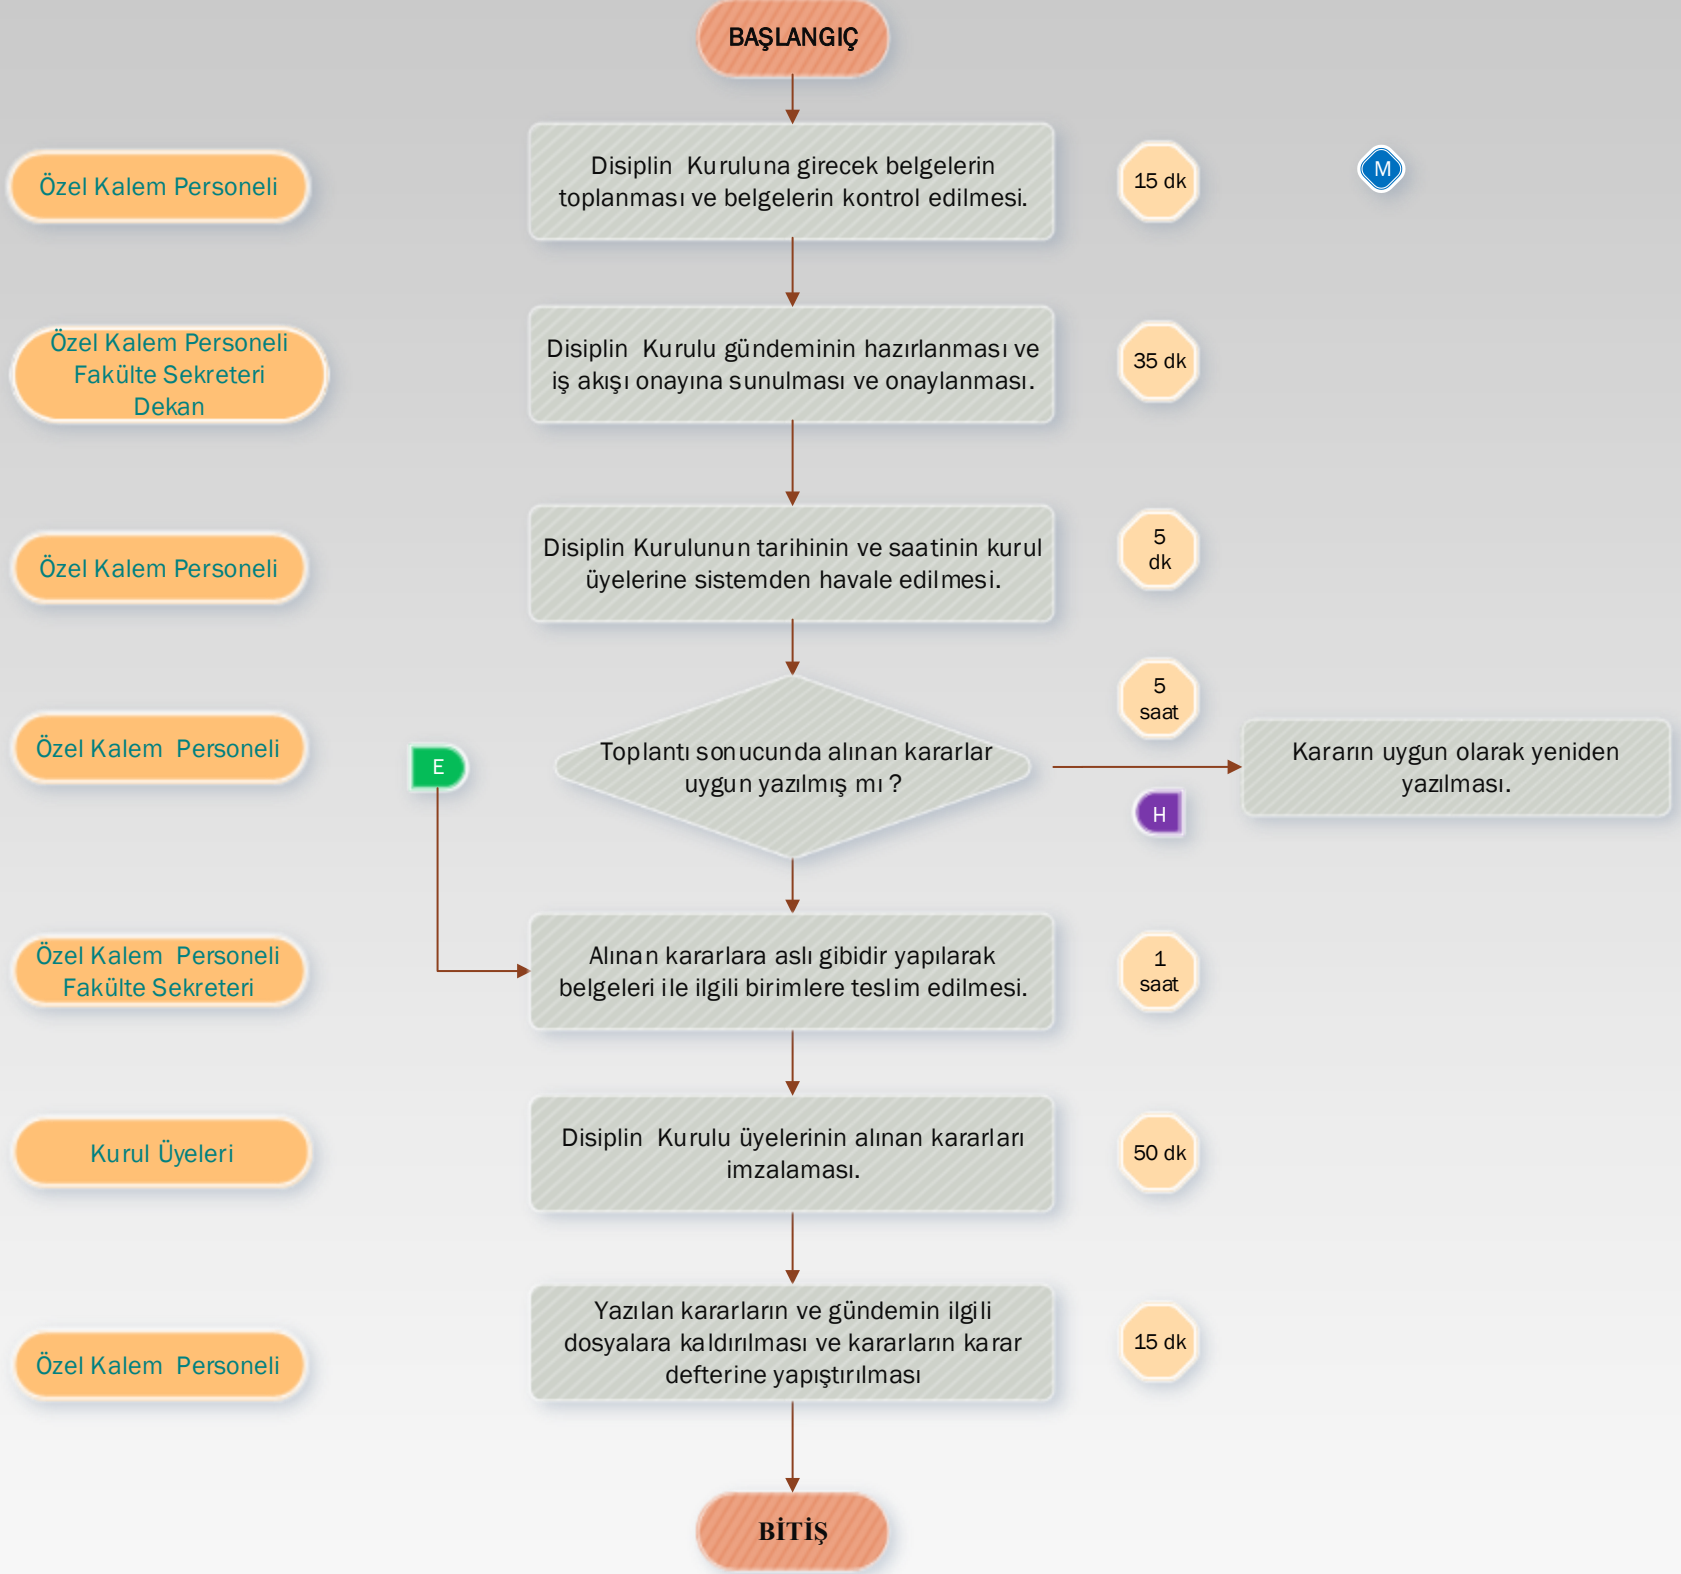 BAŞLANGIÇ
Özel Kalem Personeli
Disiplin Kuruluna girecek belgelerin
toplanması ve belgelerin kontrol edilmesi.
15 dk
M
Özel Kalem Personeli
Fakülte Sekreteri
Dekan
Disiplin Kurulu gündeminin hazırlanması ve
iş akışı onayına sunulması ve onaylanması.
35 dk
Özel Kalem Personeli
Disiplin Kurulunun tarihinin ve saatinin kurul
üyelerine sistemden havale edilmesi.
5
dk
Özel Kalem Personeli
E
Toplantı sonucunda alınan kararlar
uygun yazılmış mı ?
5
saat
H
Kararın uygun olarak yeniden
yazılması.
Özel Kalem Personeli
Fakülte Sekreteri
Alınan kararlara aslı gibidir yapılarak
belgeleri ile ilgili birimlere teslim edilmesi.
1
saat
Kurul Üyeleri
Disiplin Kurulu üyelerinin alınan kararları
imzalaması.
50 dk
Özel Kalem Personeli
Yazılan kararların ve gündemin ilgili
dosyalara kaldırılması ve kararların karar
defterine yapıştırılması
15 dk
BİTİŞ